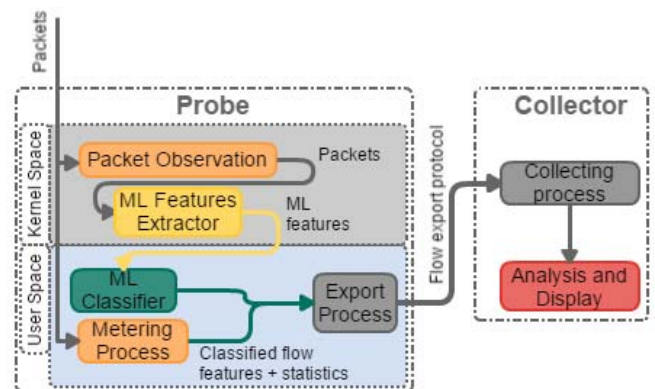 Packets
Probe
Collector
Kernel Space
Packet Observation
Packets
ML Features
Extractor
ML
features
User Space
ML
Classifier
Metering
Process
Export
Process
Classified flow
features + statistics
Flow export protocol
Collecting
process
Analysis and
Display